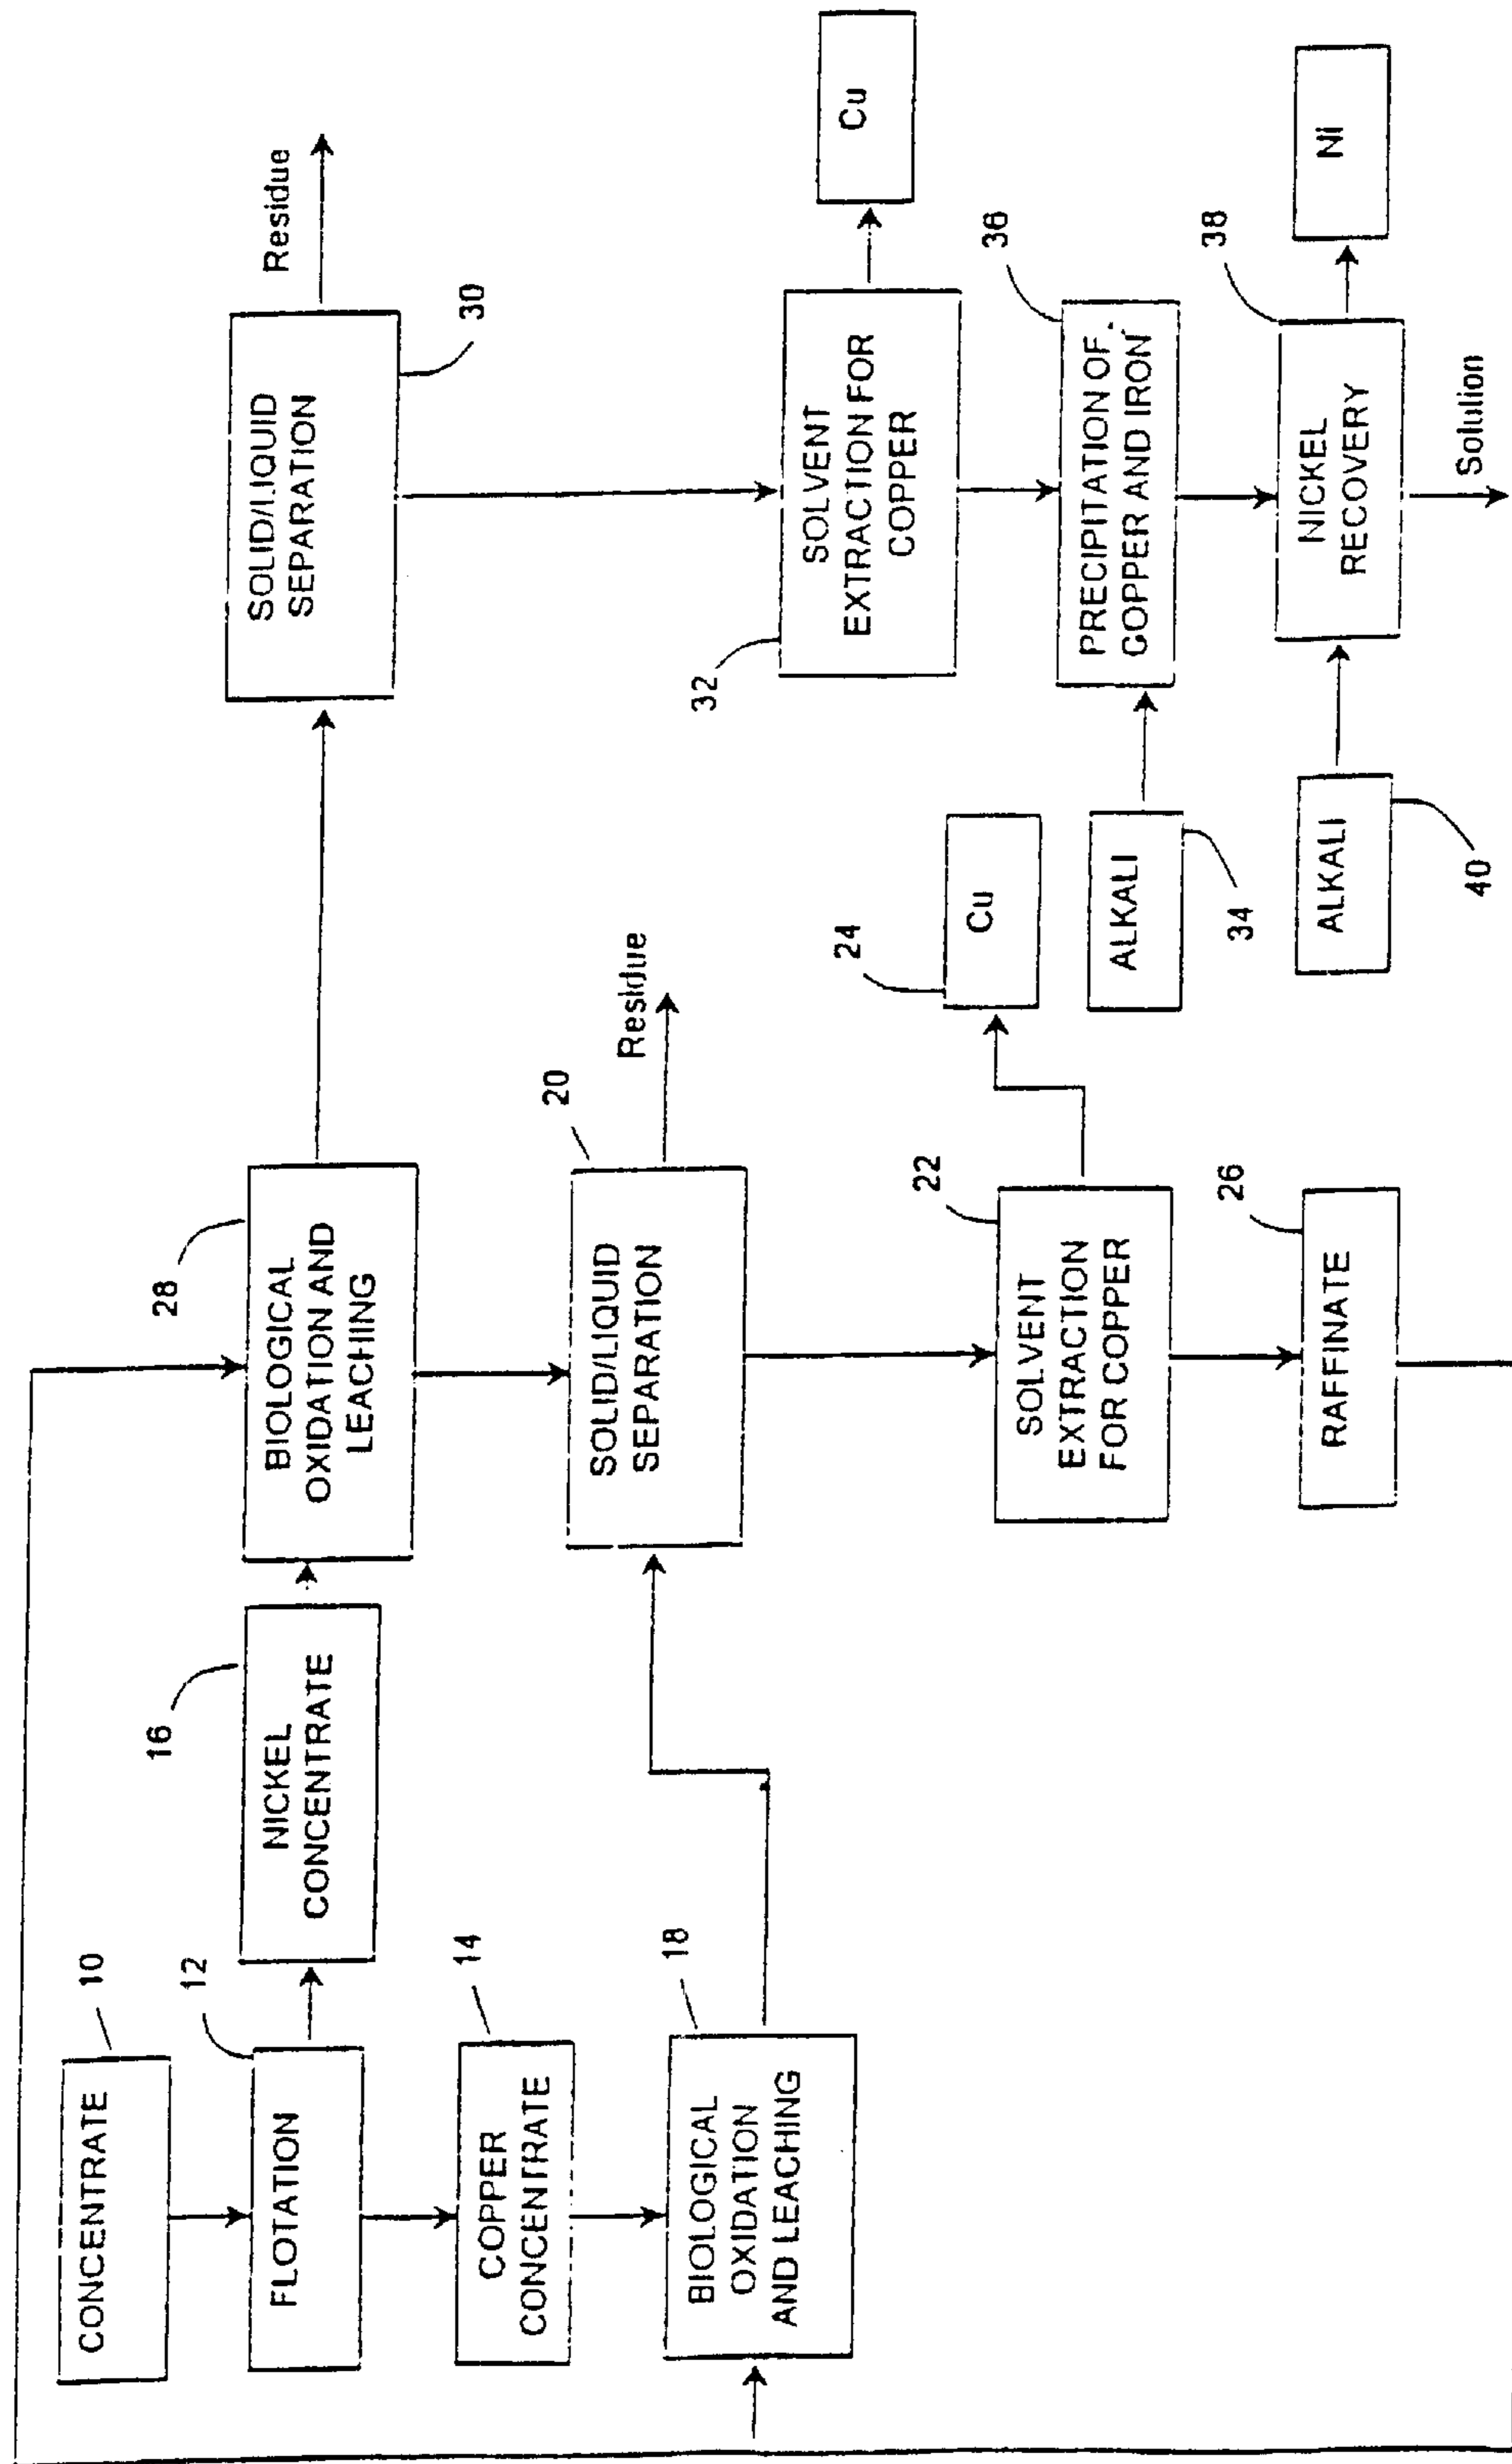 CONCENTRATE
10
FLOTATION
12
COPPER
CONCENTRATE
14
BIOLOGICAL
OXIDATION
AND LEACHING
18
NICKEL
CONCENTRATE
16
BIOLOGICAL
OXIDATION AND
LEACHING
28
SOLID/LIQUID
SEPARATION
20
Residue
SOLVENT
EXTRACTION
FOR COPPER
22
Cu
24
RAFFINATE
26
SOLID/LIQUID
SEPARATION
30
Residue
SOLVENT
EXTRACTION FOR
COPPER
32
Cu
ALKALI
34
PRECIPITATION OF
COPPER AND IRON
36
ALKALI
40
NICKEL
RECOVERY
38
Ni
Solution